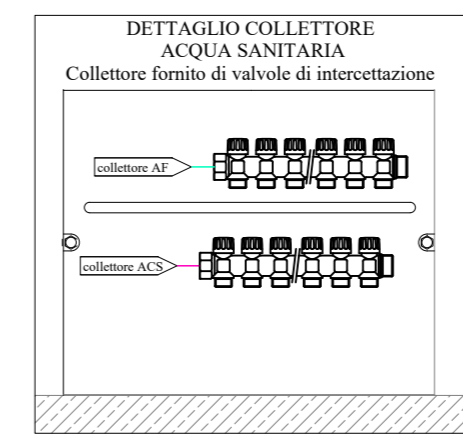 DETTAGLIO COLLETTORE
ACQUA SANITARIA
Collettore fornito di valvole di intercettazione
collettore AF
collettore ACS